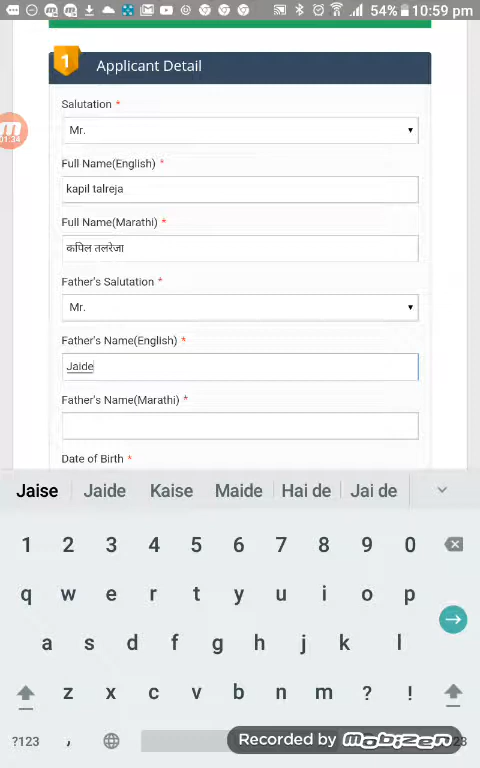 54% 10:59 pm
1 Applicant Detail
Salutation *
Mr.
01:34
Full Name(English) *
kapil talreja
Full Name(Marathi) *
कपिल तलरेजा
Father's Salutation *
Mr.
Father's Name(English) *
Jaide
Father's Name(Marathi) *
Date of Birth *
Jaise Jaide Kaise Maide Hai de Jai de
1 2 3 4 5 6 7 8 9 0
q w e r t y u i o p
a s d f g h j k l
z x c v b n m ? !
?123 ,
Recorded by mobizen